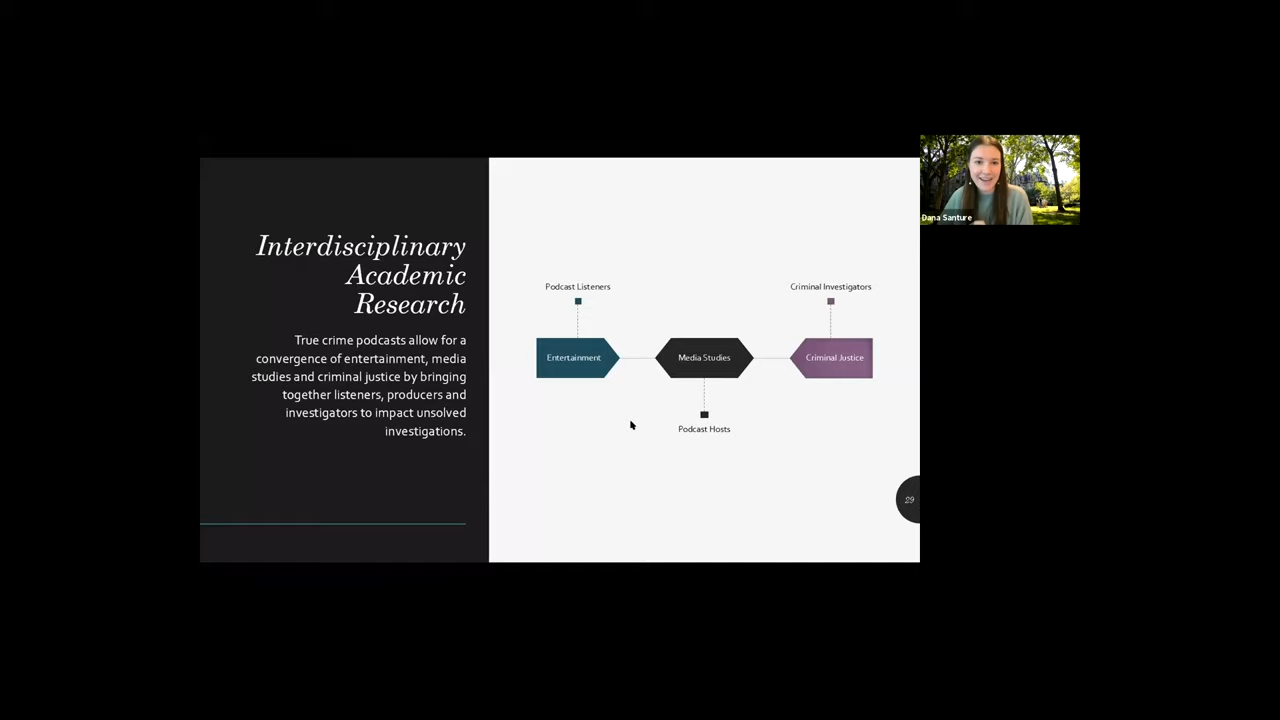 Interdisciplinary
Academic
Research
True crime podcasts allow for a
convergence of entertainment, media
studies and criminal justice by bringing
together listeners, producers and
investigators to impact unsolved
investigations.
Podcast Listeners
Criminal Investigators
Entertainment
Media Studies
Criminal Justice
Podcast Hosts
29
Dana Santure